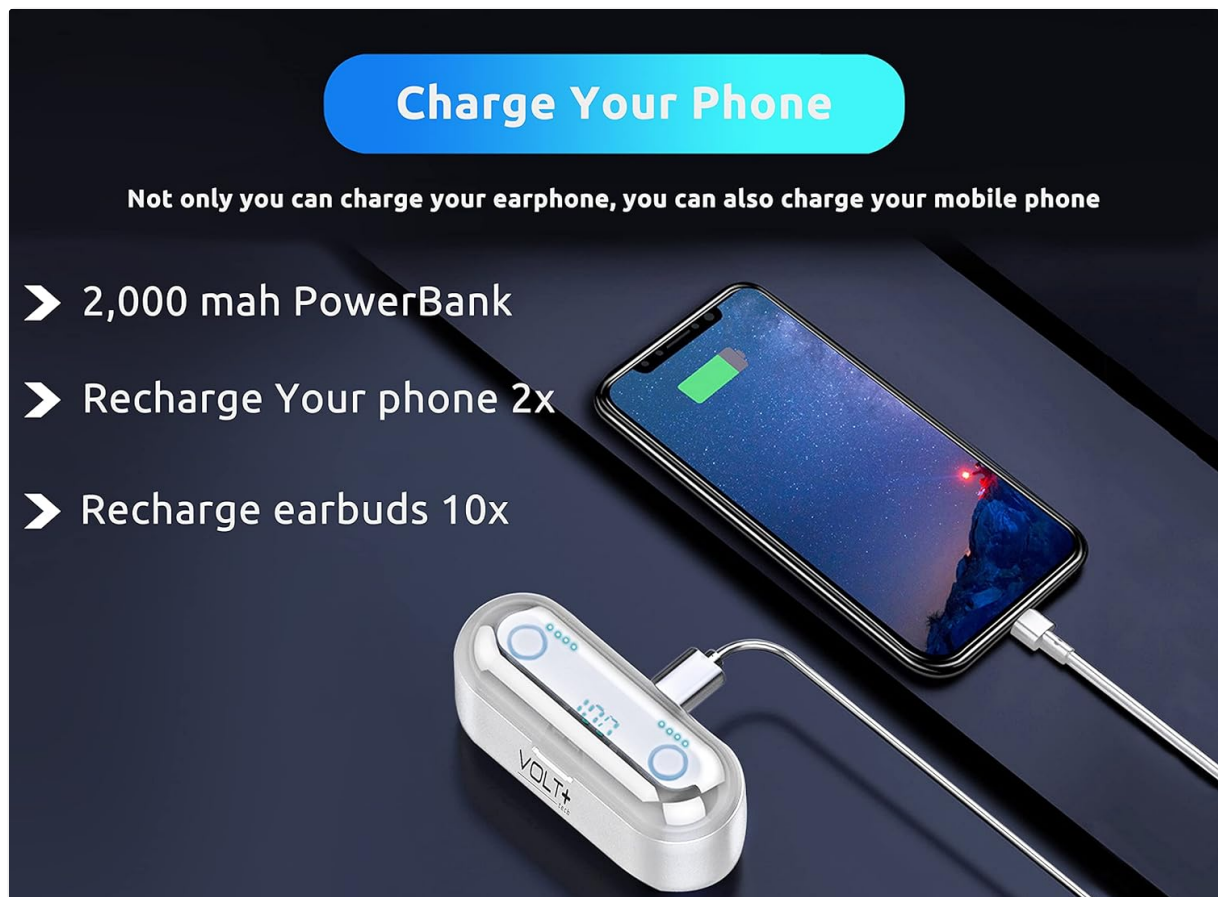 Charge Your Phone
Not only you can charge your earphone, you can also charge your mobile phone
2,000 mah PowerBank
Recharge Your phone 2x
Recharge earbuds 10x
VOLT+
TECH